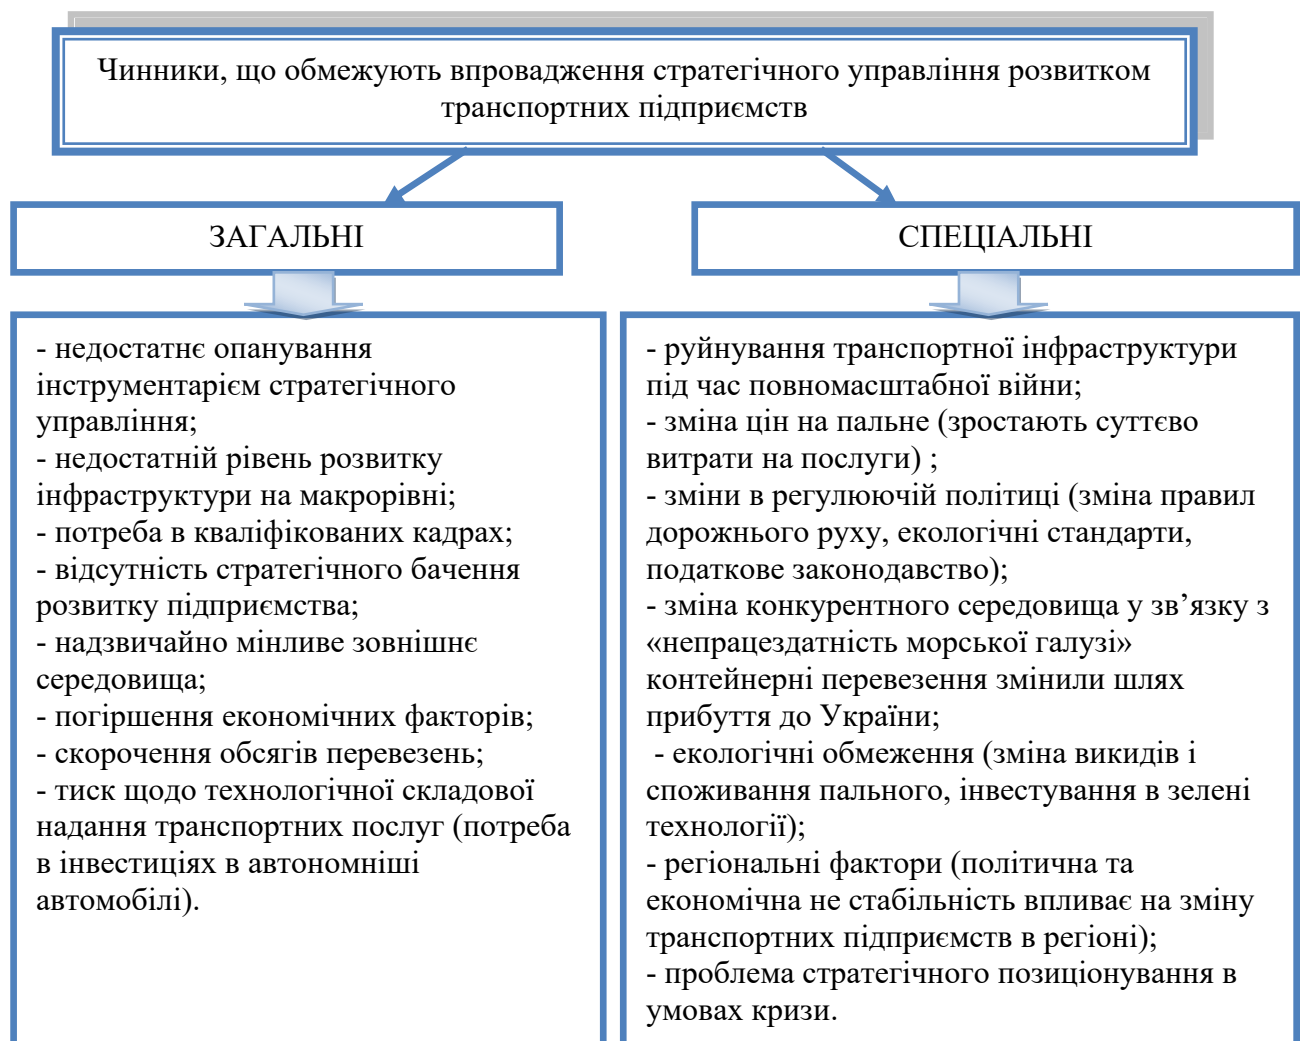 Чинники, що обмежують впровадження стратегічного управління розвитком
транспортних підприємств
ЗАГАЛЬНІ
- недостатнє опанування
інструментарієм стратегічного
управління;
- недостатній рівень розвитку
інфраструктури на макрорівні;
- потреба в кваліфікованих кадрах;
- відсутність стратегічного бачення
розвитку підприємства;
- надзвичайно мінливе зовнішнє
середовища;
- погіршення економічних факторів;
- скорочення обсягів перевезень;
- тиск щодо технологічної складової
надання транспортних послуг (потреба
в інвестиціях в автономніші
автомобілі).
СПЕЦІАЛЬНІ
- руйнування транспортної інфраструктури
під час повномасштабної війни;
- зміна цін на пальне (зростають суттєво
витрати на послуги) ;
- зміни в регулюючій політиці (зміна правил
дорожнього руху, екологічні стандарти,
податкове законодавство);
- зміна конкурентного середовища у зв’язку з
«непрацездатність морської галузі»
контейнерні перевезення змінили шлях
прибуття до України;
- екологічні обмеження (зміна викидів і
споживання пального, інвестування в зелені
технології);
- регіональні фактори (політична та
економічна не стабільність впливає на зміну
транспортних підприємств в регіоні);
- проблема стратегічного позиціонування в
умовах кризи.